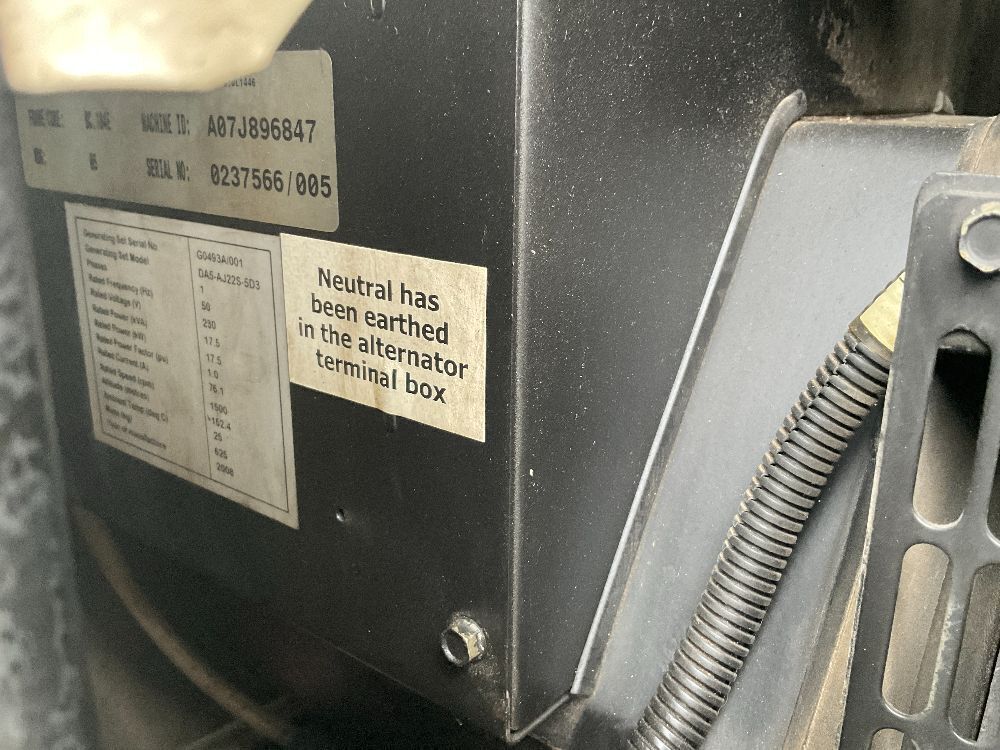 MACHINE ID: A07J896847
SERIAL NO: 0237566/005
Generating Set Serial No G0493A/001
Generating Set Model DA5-AJ22S-5D3
Phases 1
Rated Frequency (Hz) 50
Rated Voltage (V) 230
Rated Power (kVA) 17.5
Rated Power (kW) 17.5
Rated Power Factor (pu) 1.0
Rated Current (A) 76.1
Rated Speed (rpm) 1500
Altitude (metres) 152.4
Ambient Temp (deg C) 25
Mass (kg) 625
Year of manufacture 2008
Neutral has
been earthed
in the alternator
terminal box